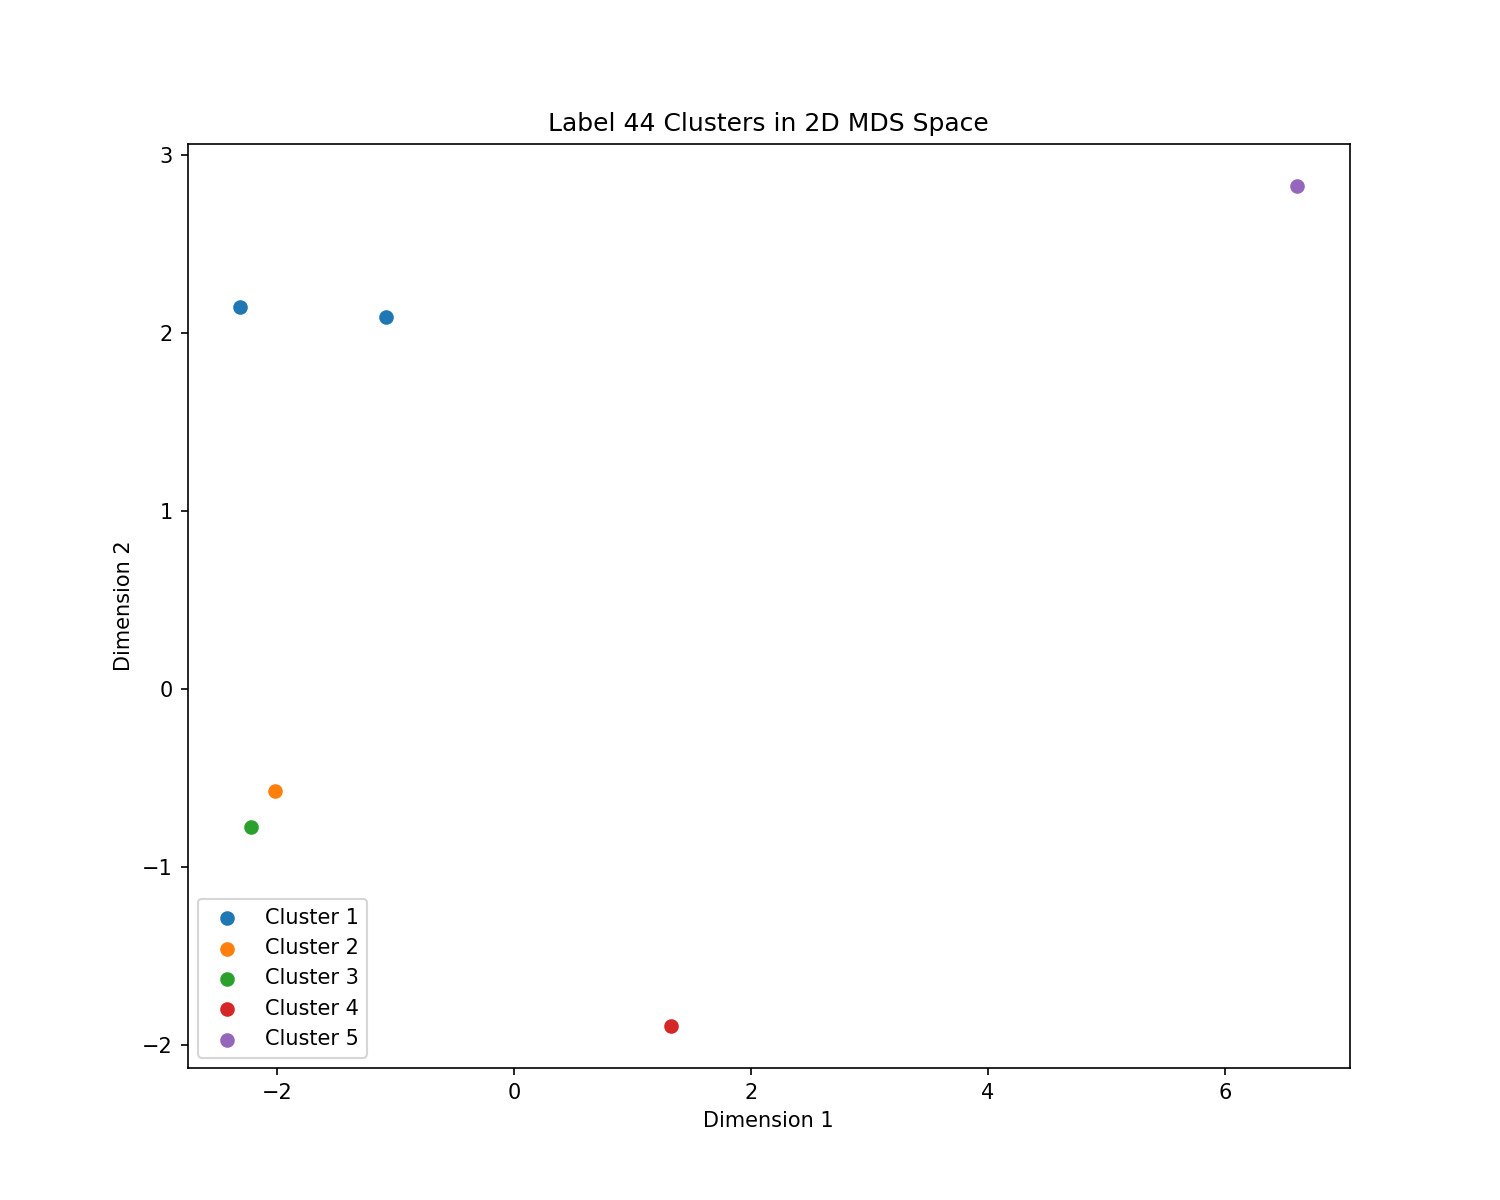 Label 44 Clusters in 2D MDS Space
3
2
1
0
−1
−2
Dimension 2
Cluster 1
Cluster 2
Cluster 3
Cluster 4
Cluster 5
−2 0 2 4 6
Dimension 1